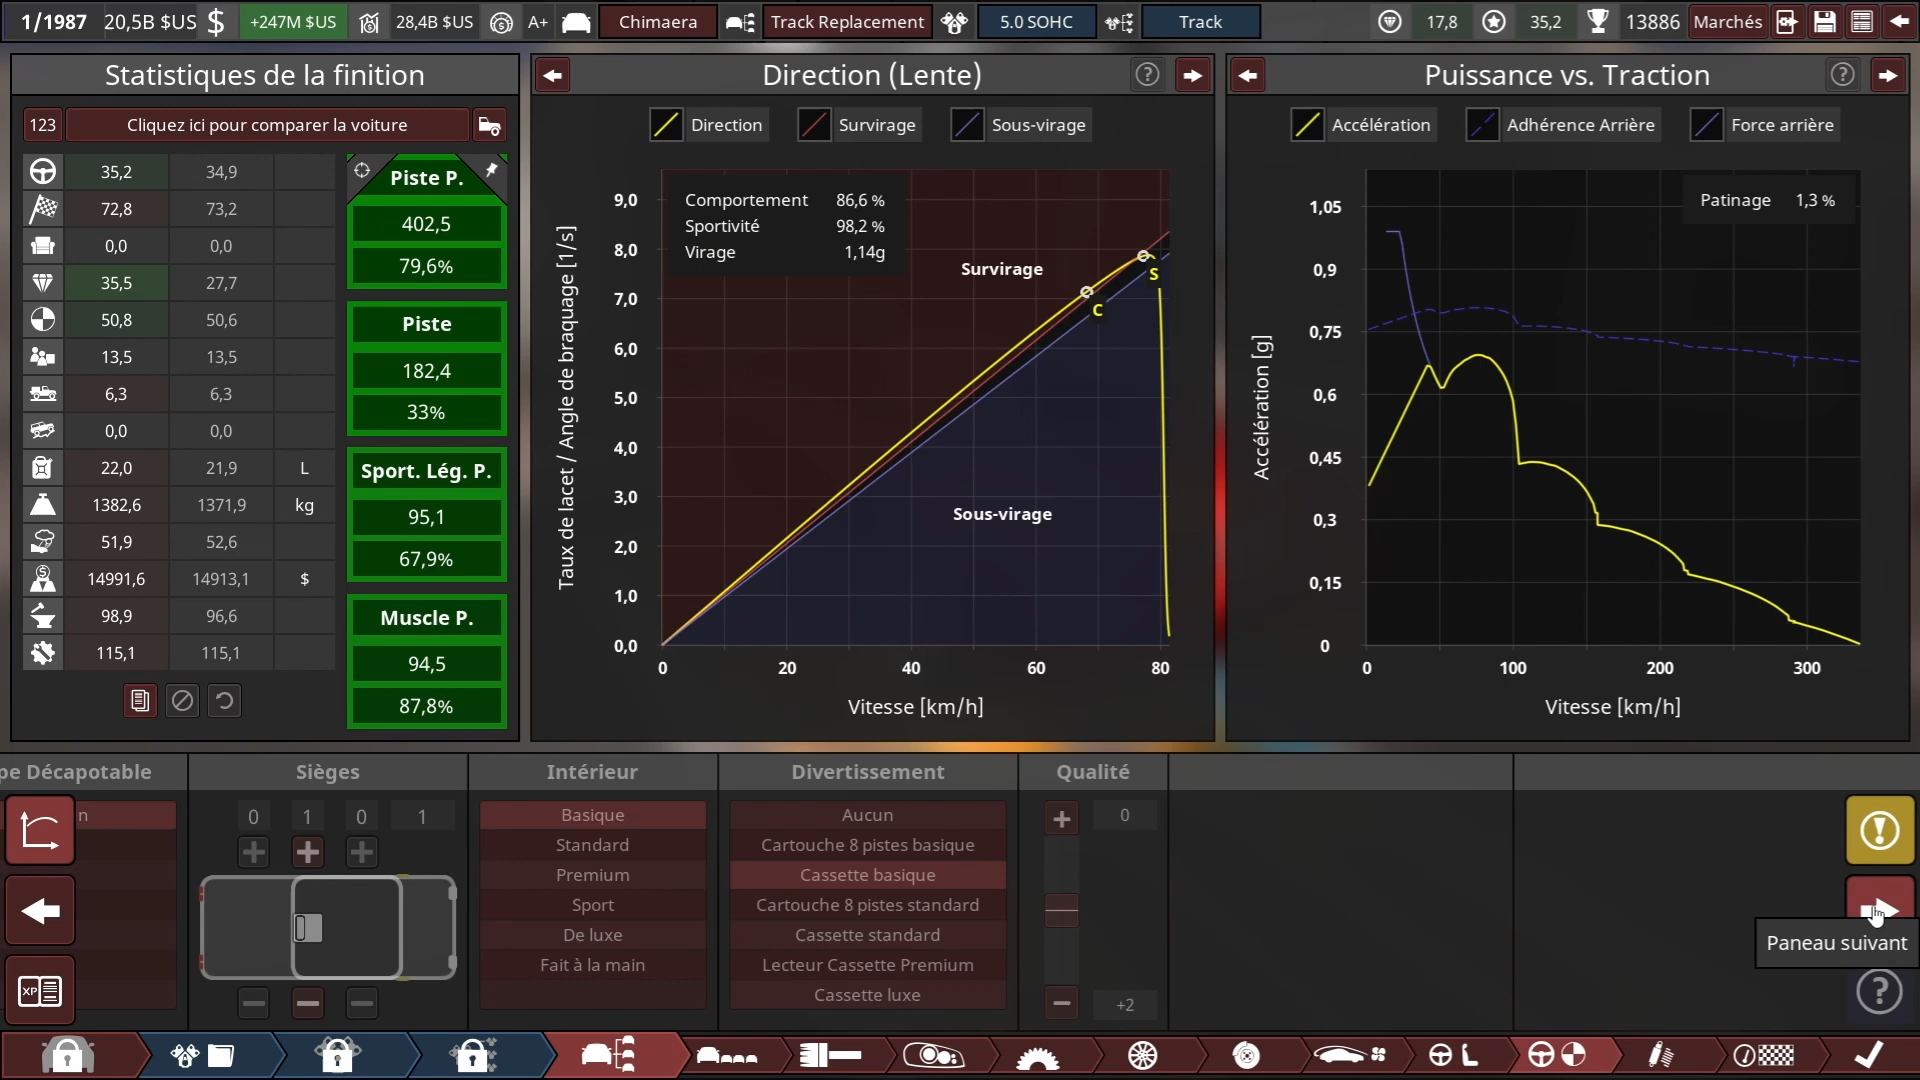 1/1987
20,5B $US
$
+247M $US
28,4B $US
A+
Chimaera
Track Replacement
5.0 SOHC
Track
17,8
35,2
13886
Marchés
Statistiques de la finition
123
Cliquez ici pour comparer la voiture
35,2 34,9
72,8 73,2
0,0 0,0
35,5 27,7
50,8 50,6
13,5 13,5
6,3 6,3
0,0 0,0
22,0 21,9 L
1382,6 1371,9 kg
51,9 52,6
14991,6 14913,1 $
98,9 96,6
115,1 115,1
Piste P.
402,5
79,6%
Piste
182,4
33%
Sport. Lég. P.
95,1
67,9%
Muscle P.
94,5
87,8%
Direction (Lente)
?
Direction
Survirage
Sous-virage
Comportement 86,6 %
Sportivité 98,2 %
Virage 1,14g
Survirage
S
C
Sous-virage
Taux de lacet / Angle de braquage [1/s]
9,0
8,0
7,0
6,0
5,0
4,0
3,0
2,0
1,0
0,0
0 20 40 60 80
Vitesse [km/h]
Puissance vs. Traction
?
Accélération
Adhérence Arrière
Force arrière
Patinage 1,3 %
Accélération [g]
1,05
0,9
0,75
0,6
0,45
0,3
0,15
0
0 100 200 300
Vitesse [km/h]
pe Décapotable
n
Sièges
0 1 0 1
Intérieur
Basique
Standard
Premium
Sport
De luxe
Fait à la main
Divertissement
Aucun
Cartouche 8 pistes basique
Cassette basique
Cartouche 8 pistes standard
Cassette standard
Lecteur Cassette Premium
Cassette luxe
Qualité
0
+2
Paneau suivant
?
XP